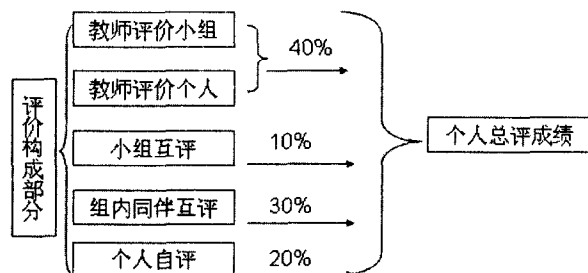 教师评价小组
40%
教师评价个人
评价构成部分
小组互评
10%
个人总评成绩
组内同伴互评
30%
个人自评
20%